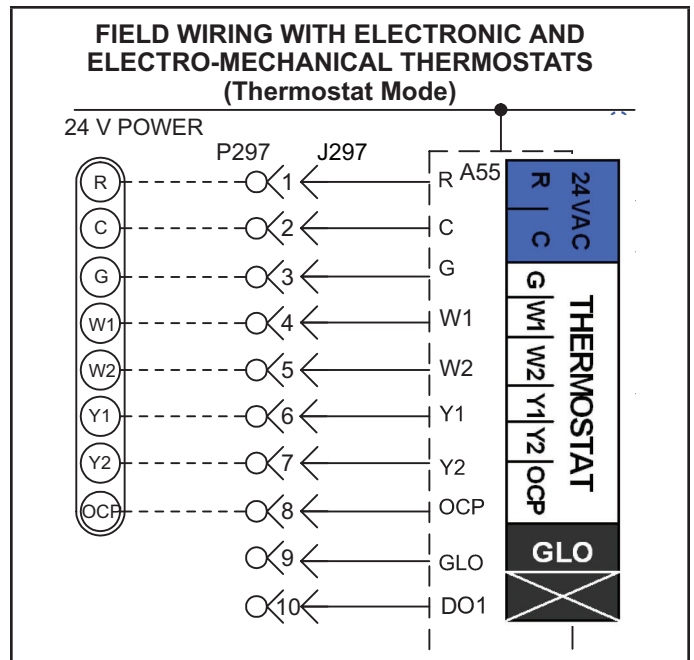 FIELD WIRING WITH ELECTRONIC AND
ELECTRO-MECHANICAL THERMOSTATS
(Thermostat Mode)
24 V POWER
P297 J297
A55
R 1 R
C 2 C
G 3 G
W1 4 W1
W2 5 W2
Y1 6 Y1
Y2 7 Y2
OCP 8 OCP
9 GLO
10 DO1
24 VAC
R C
THERMOSTAT
G W1 W2 Y1 Y2 OCP
GLO